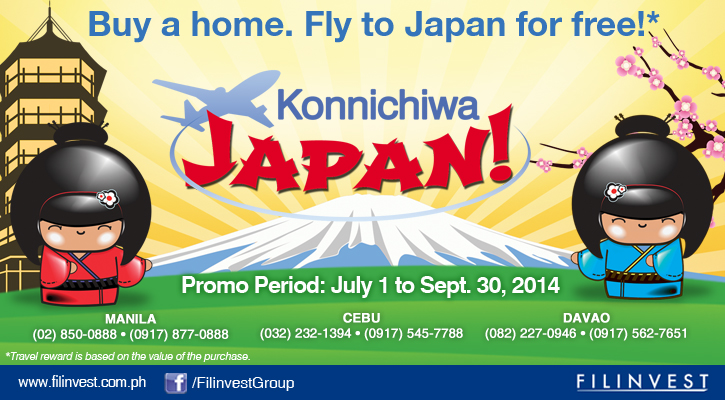 Buy a home. Fly to Japan for free!*
Konnichiwa
JAPAN!
Promo Period: July 1 to Sept. 30, 2014
MANILA
(02) 850-0888 • (0917) 877-0888
CEBU
(032) 232-1394 • (0917) 545-7788
DAVAO
(082) 227-0946 • (0917) 562-7651
*Travel reward is based on the value of the purchase.
www.filinvest.com.ph
f /FilinvestGroup
FILINVEST